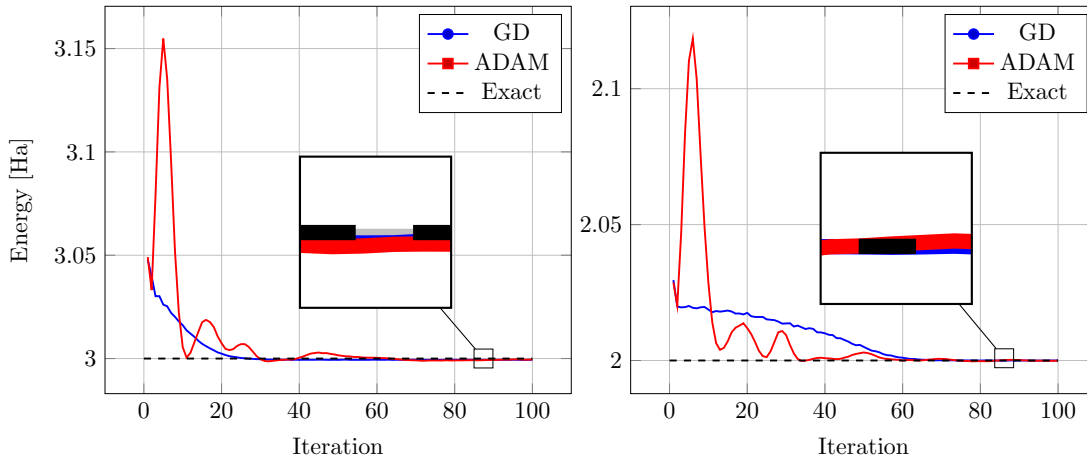 GD
ADAM
Exact
3.15
3.1
3.05
3
Energy [Ha]
0
20
40
60
80
100
Iteration
GD
ADAM
Exact
2.1
2.05
2
0
20
40
60
80
100
Iteration